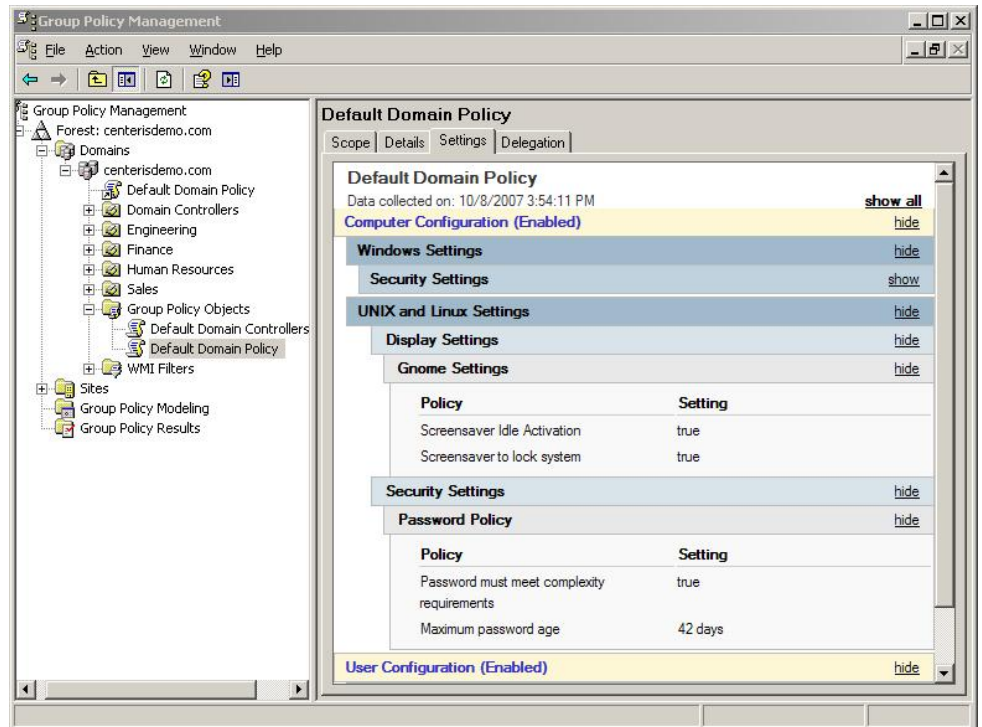 Group Policy Management
File Action View Window Help
Group Policy Management
Forest: centerisdemo.com
Domains
centerisdemo.com
Default Domain Policy
Domain Controllers
Engineering
Finance
Human Resources
Sales
Group Policy Objects
Default Domain Controllers
Default Domain Policy
WMI Filters
Sites
Group Policy Modeling
Group Policy Results
Default Domain Policy
Scope Details Settings Delegation
Default Domain Policy
Data collected on: 10/8/2007 3:54:11 PM show all
Computer Configuration (Enabled) hide
Windows Settings hide
Security Settings show
UNIX and Linux Settings hide
Display Settings hide
Gnome Settings hide
Policy Setting
Screensaver Idle Activation true
Screensaver to lock system true
Security Settings hide
Password Policy hide
Policy Setting
Password must meet complexity true
requirements
Maximum password age 42 days
User Configuration (Enabled) hide